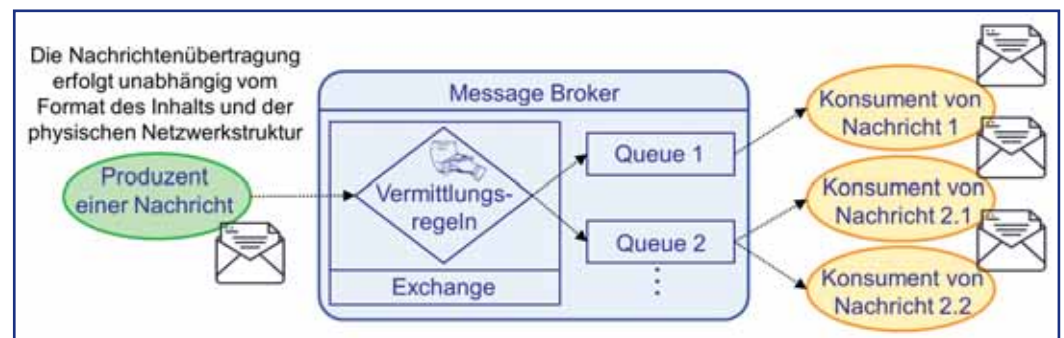 Die Nachrichtenübertragung
erfolgt unabhängig vom
Format des Inhalts und der
physischen Netzwerkstruktur
Produzent
einer Nachricht
Message Broker
Vermittlungs-
regeln
Exchange
Queue 1
Queue 2
Konsument von
Nachricht 1
Konsument von
Nachricht 2.1
Konsument von
Nachricht 2.2